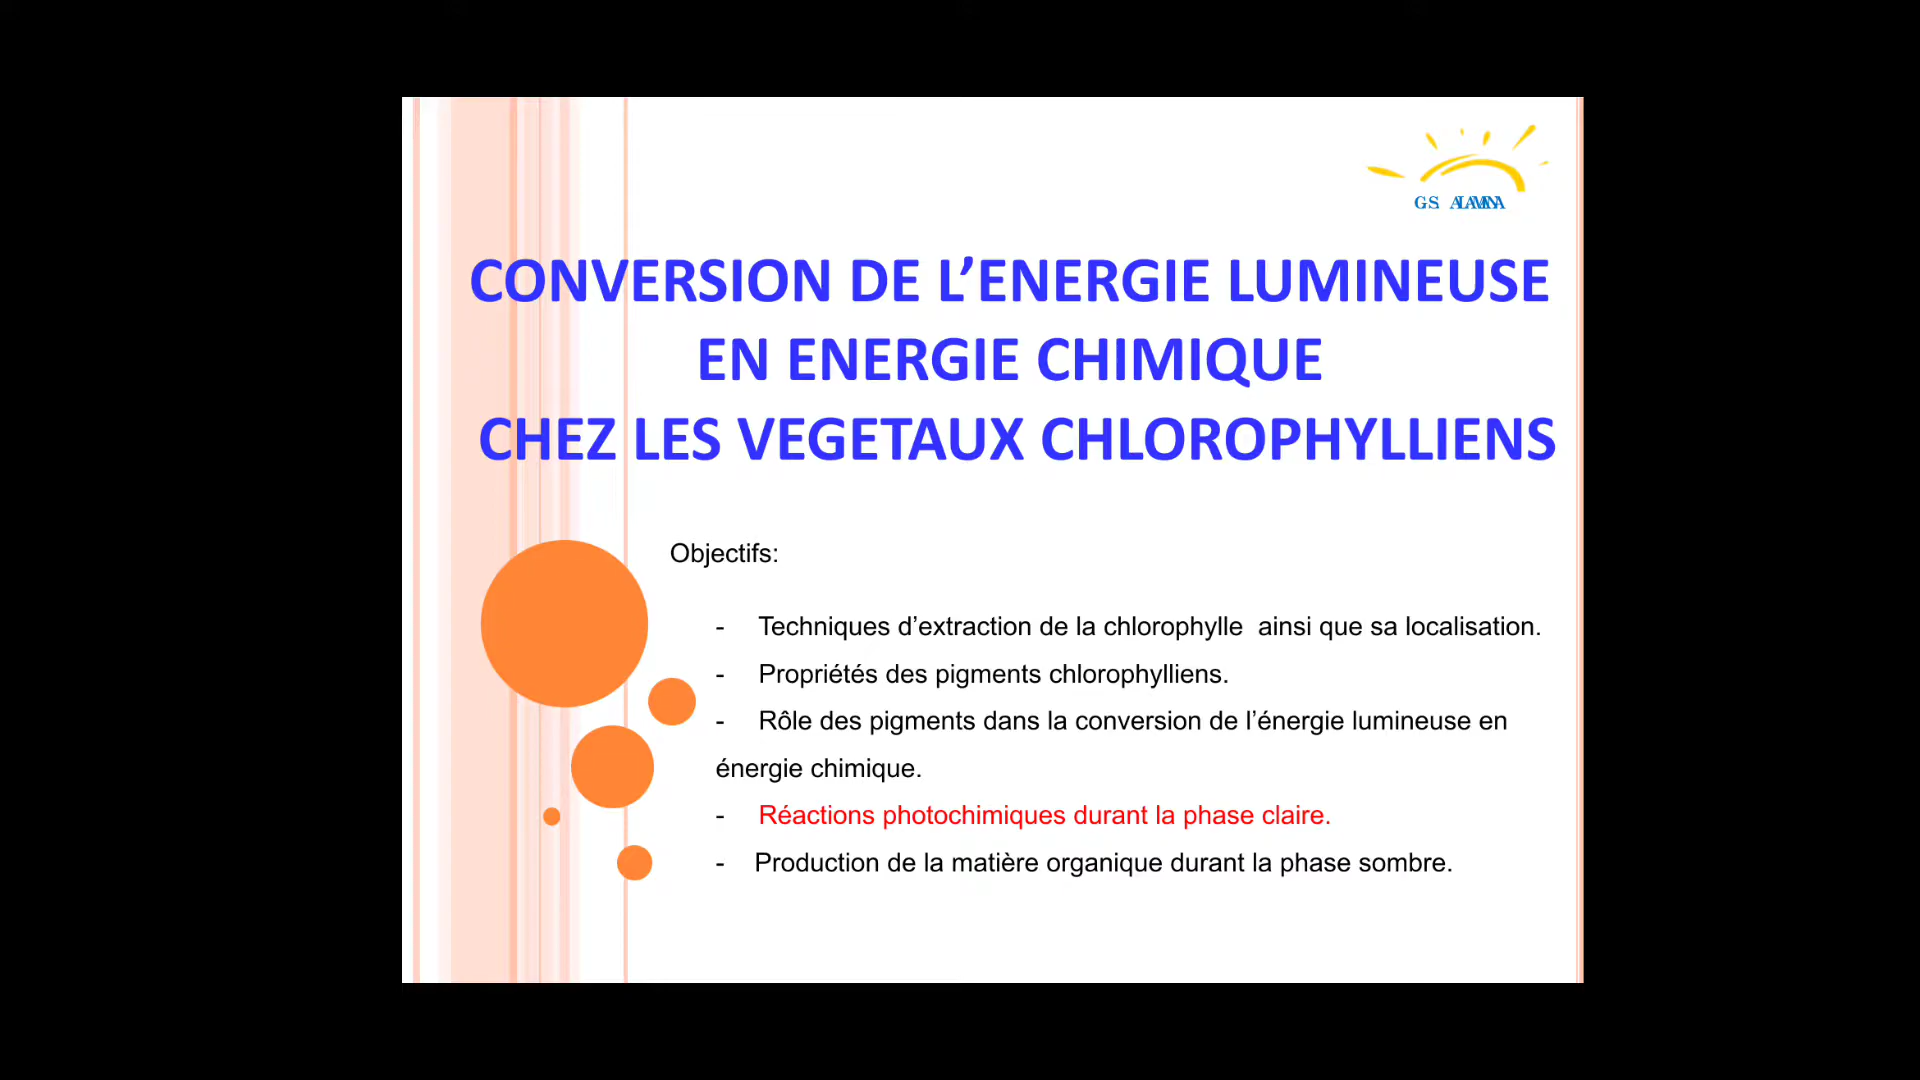 G.S. ALAWINA
CONVERSION DE L’ENERGIE LUMINEUSE
EN ENERGIE CHIMIQUE
CHEZ LES VEGETAUX CHLOROPHYLLIENS
Objectifs:
- Techniques d’extraction de la chlorophylle ainsi que sa localisation.
- Propriétés des pigments chlorophylliens.
- Rôle des pigments dans la conversion de l’énergie lumineuse en
énergie chimique.
- Réactions photochimiques durant la phase claire.
- Production de la matière organique durant la phase sombre.